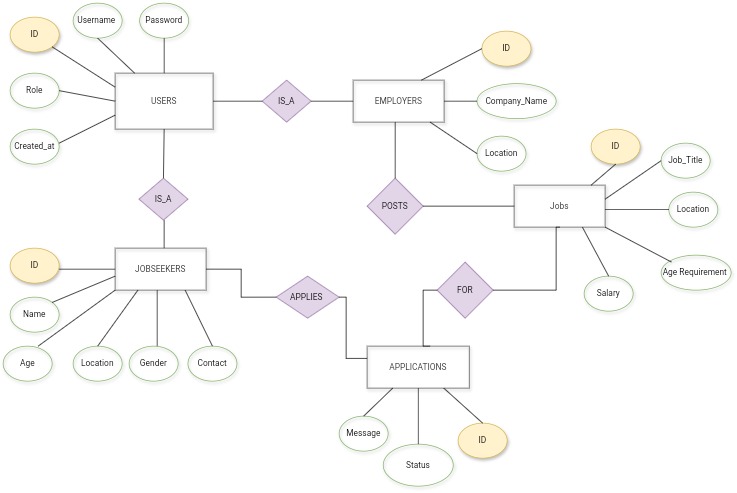 Username
Password
ID
Role
Created_at
USERS
IS_A
EMPLOYERS
ID
Company_Name
Location
IS_A
POSTS
Jobs
ID
Job_Title
Location
Age Requirement
Salary
JOBSEEKERS
ID
Name
Age
Location
Gender
Contact
APPLIES
FOR
APPLICATIONS
Message
Status
ID